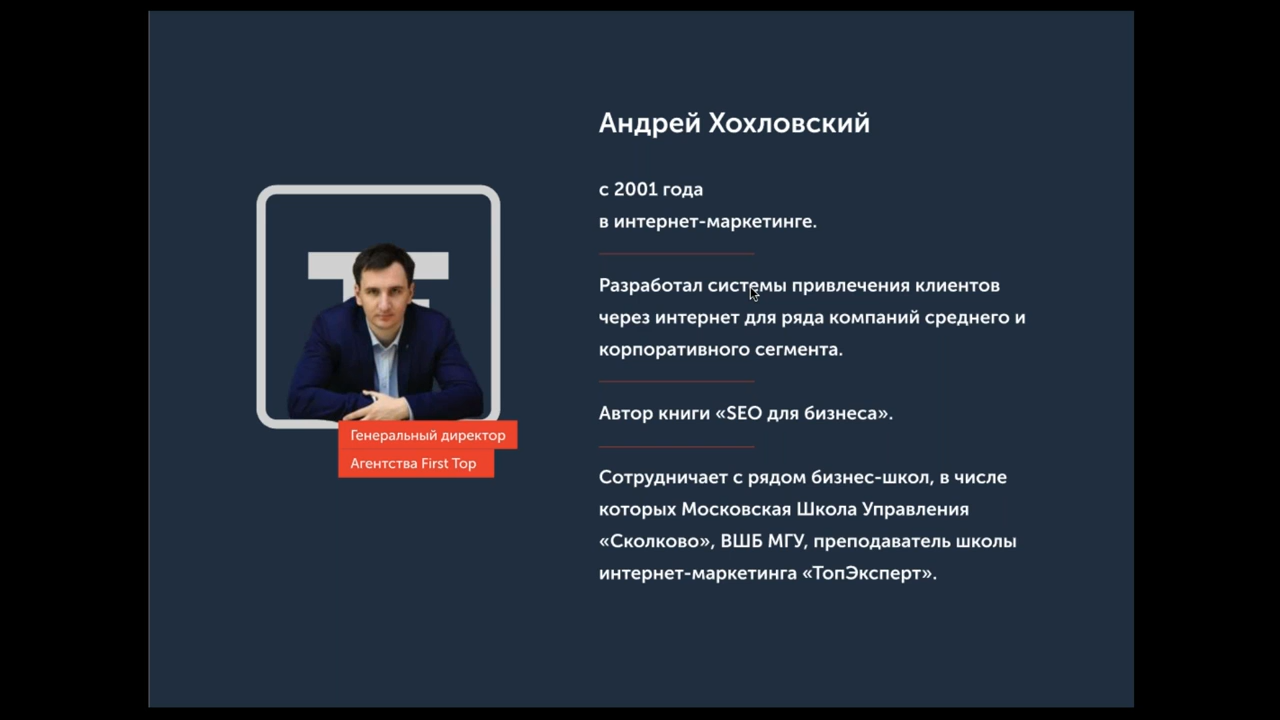 Андрей Хохловский
с 2001 года
в интернет-маркетинге.
Разработал системы привлечения клиентов
через интернет для ряда компаний среднего и
корпоративного сегмента.
Автор книги «SEO для бизнеса».
Сотрудничает с рядом бизнес-школ, в числе
которых Московская Школа Управления
«Сколково», ВШБ МГУ, преподаватель школы
интернет-маркетинга «ТопЭксперт».
Генеральный директор
Агентства First Top